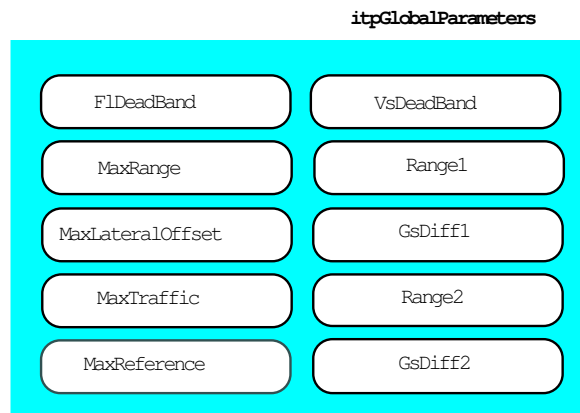 itpGlobalParameters
FlDeadBand VsDeadBand
MaxRange Range1
MaxLateralOffset GsDiff1
MaxTraffic Range2
MaxReference GsDiff2